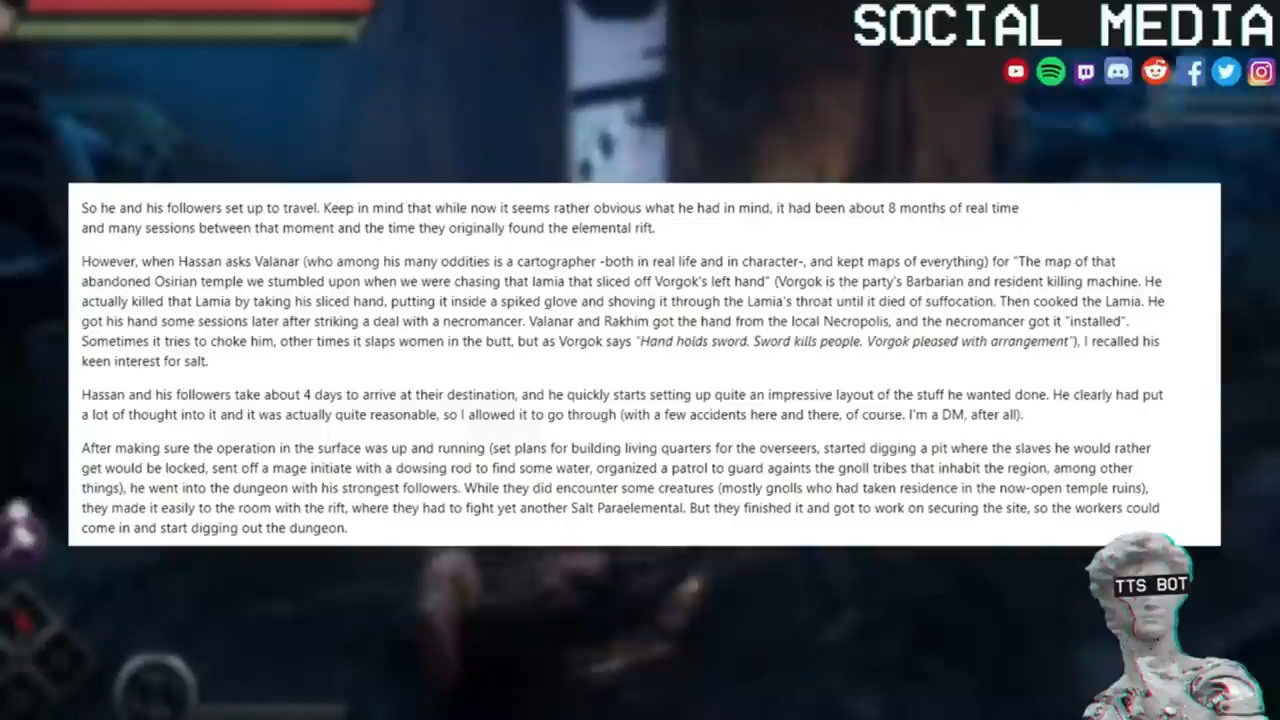 SOCIAL MEDIA
So he and his followers set up to travel. Keep in mind that while now it seems rather obvious what he had in mind, it had been about 8 months of real time
and many sessions between that moment and the time they originally found the elemental rift.
However, when Hassan asks Valanar (who among his many oddities is a cartographer -both in real life and in character-, and kept maps of everything) for "The map of that
abandoned Osirian temple we stumbled upon when we were chasing that lamia that sliced off Vorgok's left hand" (Vorgok is the party's Barbarian and resident killing machine. He
actually killed that Lamia by taking his sliced hand, putting it inside a spiked glove and shoving it through the Lamia's throat until it died of suffocation. Then cooked the Lamia. He
got his hand some sessions later after striking a deal with a necromancer. Valanar and Rakhim got the hand from the local Necropolis, and the necromancer got it "installed".
Sometimes it tries to choke him, other times it slaps women in the butt, but as Vorgok says "Hand holds sword. Sword kills people. Vorgok pleased with arrangement"), I recalled his
keen interest for salt.
Hassan and his followers take about 4 days to arrive at their destination, and he quickly starts setting up quite an impressive layout of the stuff he wanted done. He clearly had put
a lot of thought into it and it was actually quite reasonable, so I allowed it to go through (with a few accidents here and there, of course. I'm a DM, after all).
After making sure the operation in the surface was up and running (set plans for building living quarters for the overseers, started digging a pit where the slaves he would rather
get would be locked, sent off a mage initiate with a dowsing rod to find some water, organized a patrol to guard againts the gnoll tribes that inhabit the region, among other
things), he went into the dungeon with his strongest followers. While they did encounter some creatures (mostly gnolls who had taken residence in the now-open temple ruins),
they made it easily to the room with the rift, where they had to fight yet another Salt Paraelemental. But they finished it and got to work on securing the site, so the workers could
come in and start digging out the dungeon.
TTS BOT